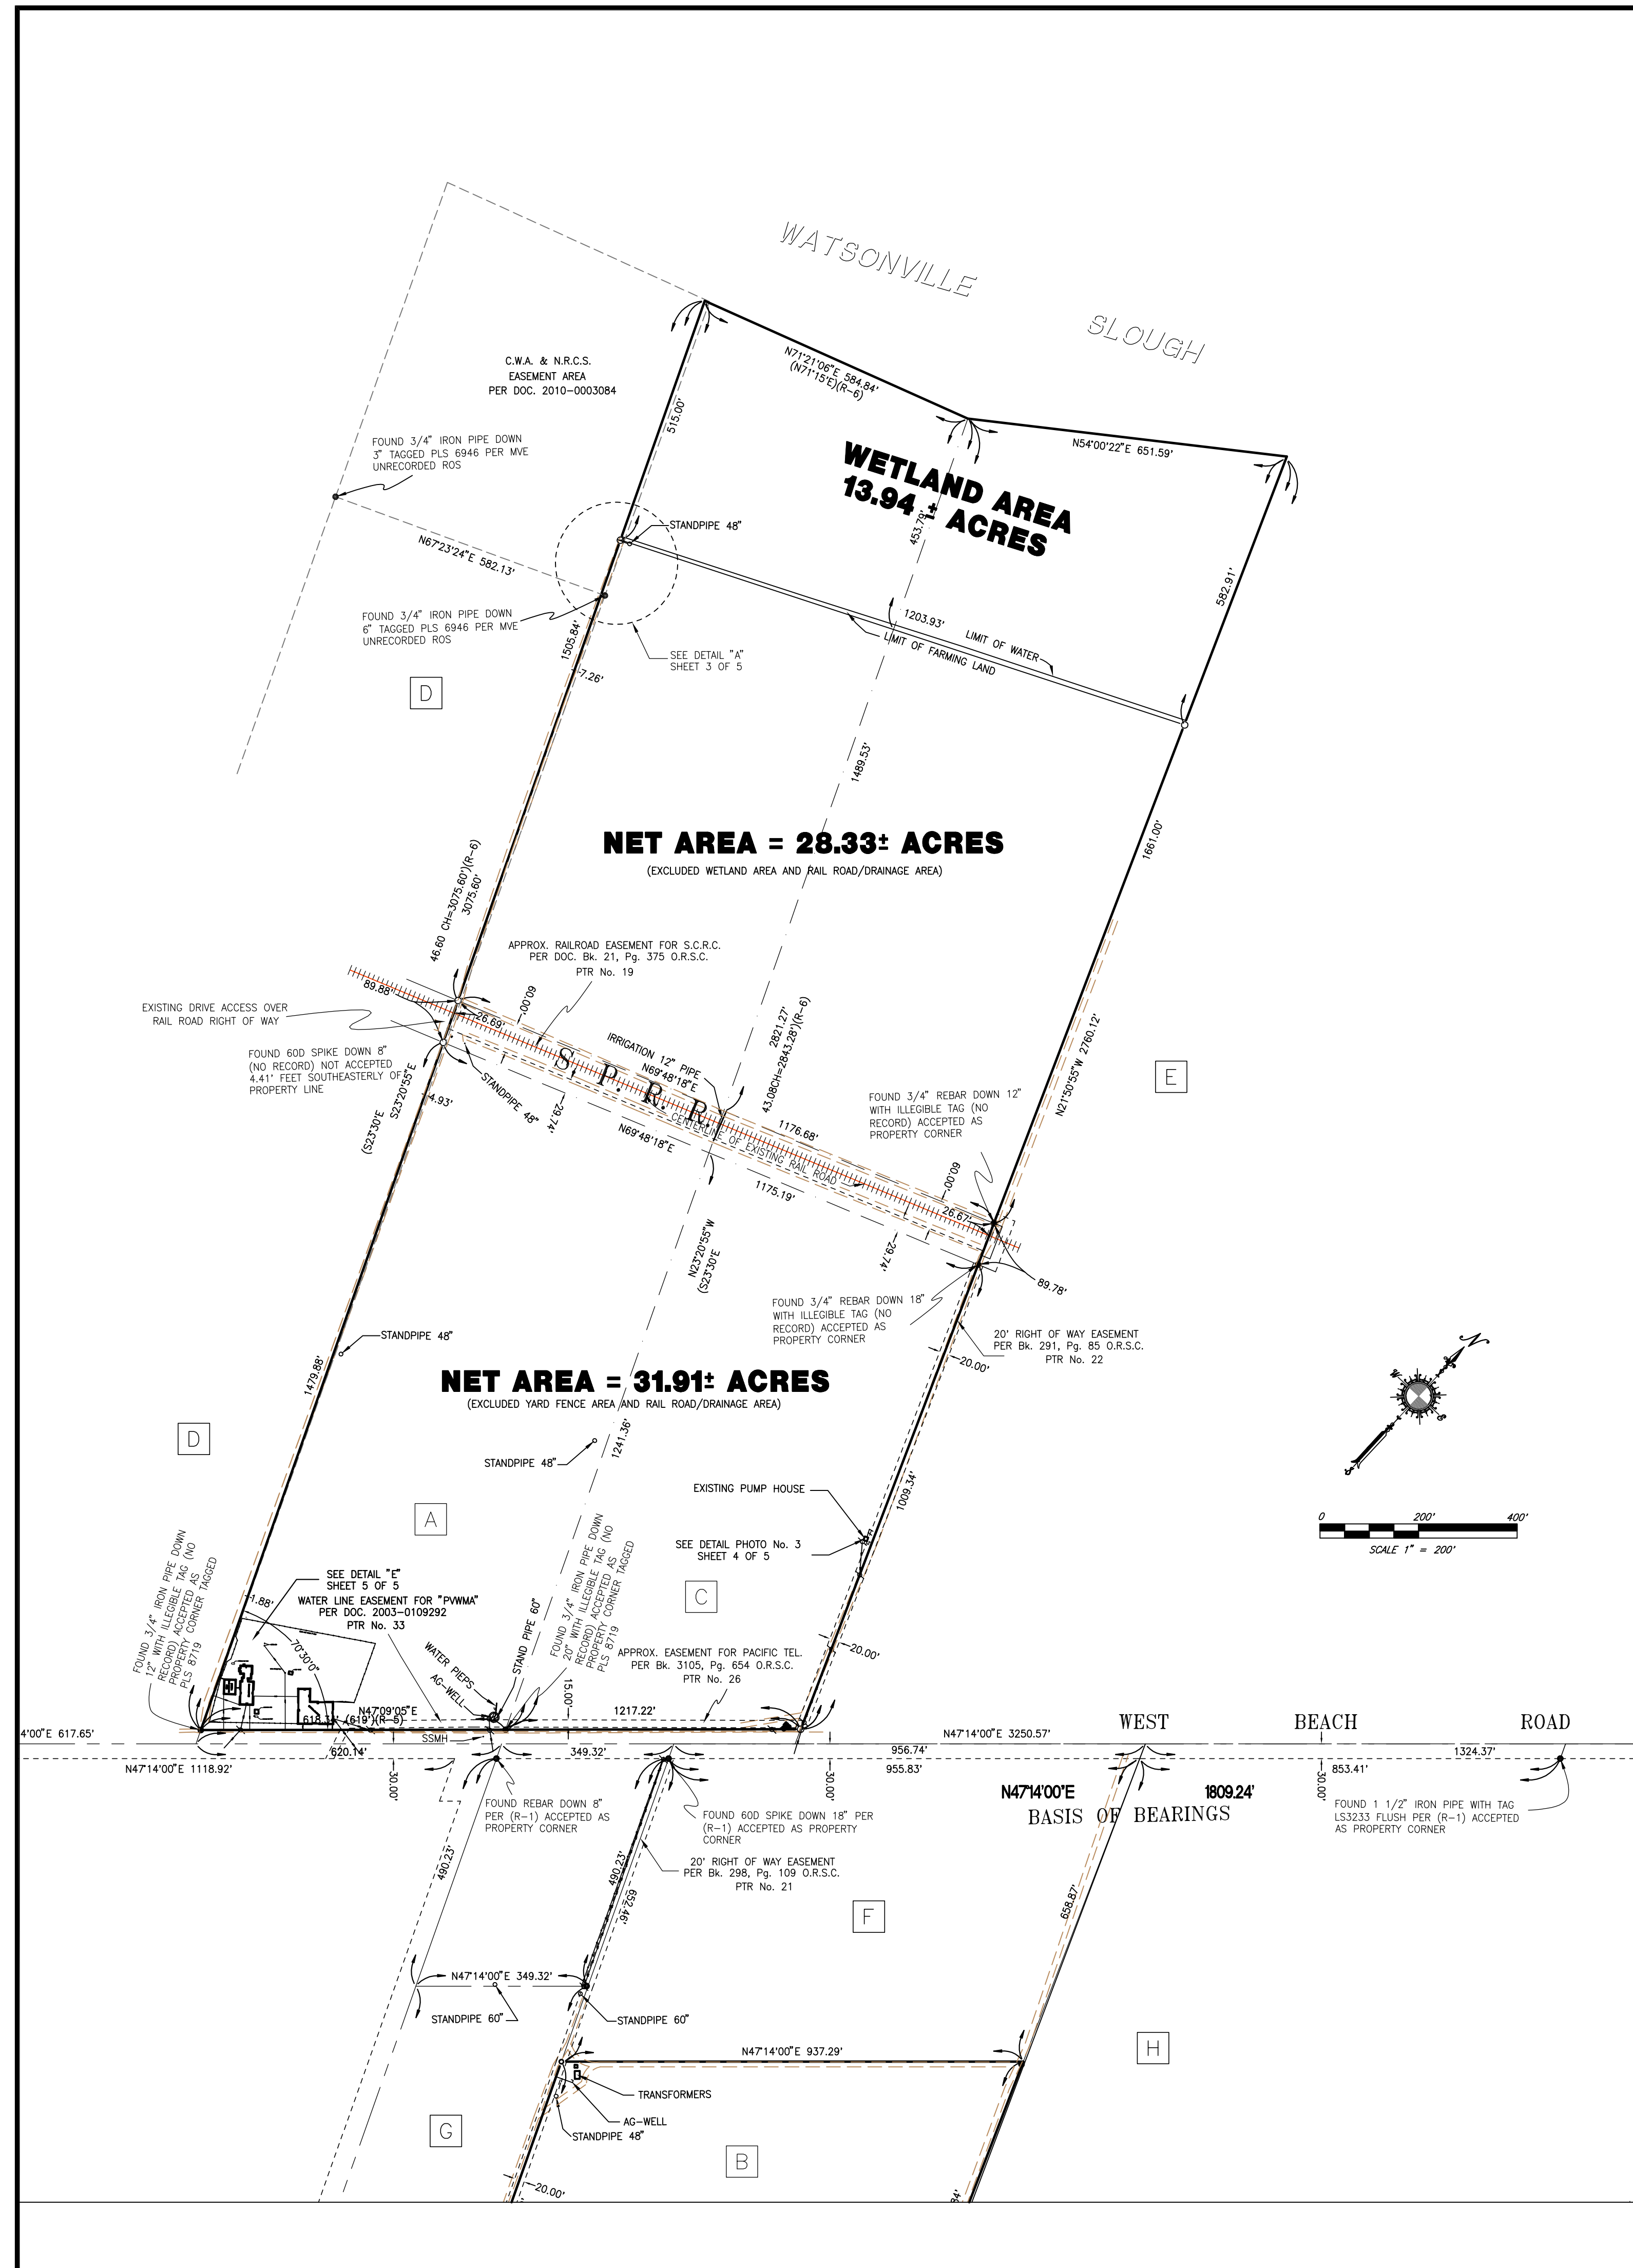 WATSONVILLE
SLOUGH
C.W.A. & N.R.C.S.
EASEMENT AREA
PER DOC. 2010-0003084
515.00'
N71°21'06"E 584.84'
(N71°15'E)(R-6)
N54°00'22"E 651.59'
FOUND 3/4" IRON PIPE DOWN
3" TAGGED PLS 6946 PER MVE
UNRECORDED ROS
WETLAND AREA
13.94 ± ACRES
453.79'
STANDPIPE 48"
N67°23'24"E 582.13'
582.91'
FOUND 3/4" IRON PIPE DOWN
6" TAGGED PLS 6946 PER MVE
UNRECORDED ROS
1203.93'
LIMIT OF WATER
LIMIT OF FARMING LAND
1505.84'
SEE DETAIL "A"
SHEET 3 OF 5
7.26'
D
1489.53'
NET AREA = 28.33± ACRES
(EXCLUDED WETLAND AREA AND RAIL ROAD/DRAINAGE AREA)
1661.00'
46.60 CH=3075.60')(R-6)
3075.60'
APPROX. RAILROAD EASEMENT FOR S.C.R.C.
PER DOC. Bk. 21, Pg. 375 O.R.S.C.
PTR No. 19
89.88'
60.00'
EXISTING DRIVE ACCESS OVER
RAIL ROAD RIGHT OF WAY
26.69'
2821.27'
43.08CH=2843.28')(R-6)
IRRIGATION 12" PIPE
N69°48'18"E
S. P. R. R.
N21°50'55"W 2760.12'
E
FOUND 60D SPIKE DOWN 8"
(NO RECORD) NOT ACCEPTED
4.41' FEET SOUTHEASTERLY OF
PROPERTY LINE
S23°20'55"E
(S23°30'E
4.93'
STANDPIPE 48"
29.74'
N69°48'18"E
CENTERLINE OF EXISTING RAIL ROAD
1176.68'
1175.19'
FOUND 3/4" REBAR DOWN 12"
WITH ILLEGIBLE TAG (NO
RECORD) ACCEPTED AS
PROPERTY CORNER
60.00'
26.67'
29.74'
89.78'
N23°20'55"W
(S23°30'E
FOUND 3/4" REBAR DOWN 18"
WITH ILLEGIBLE TAG (NO
RECORD) ACCEPTED AS
PROPERTY CORNER
20' RIGHT OF WAY EASEMENT
PER Bk. 291, Pg. 85 O.R.S.C.
PTR No. 22
20.00'
STANDPIPE 48"
1479.88'
NET AREA = 31.91± ACRES
(EXCLUDED YARD FENCE AREA AND RAIL ROAD/DRAINAGE AREA)
1241.36'
STANDPIPE 48"
N
0 200' 400'
SCALE 1" = 200'
D
A
1009.34'
EXISTING PUMP HOUSE
SEE DETAIL PHOTO No. 3
SHEET 4 OF 5
C
FOUND 3/4" IRON PIPE DOWN
12" WITH ILLEGIBLE TAG (NO
RECORD) ACCEPTED AS
PROPERTY CORNER TAGGED
PLS 8719
SEE DETAIL "E"
SHEET 5 OF 5
WATER LINE EASEMENT FOR "PVWMA"
PER DOC. 2003-0109292
PTR No. 33
1.88'
70°30'0"
WATER PIEPS
AG-WELL
STAND PIPE 60"
FOUND 3/4" IRON PIPE DOWN
20" WITH ILLEGIBLE TAG (NO
RECORD) ACCEPTED AS
PROPERTY CORNER TAGGED
PLS 8719
APPROX. EASEMENT FOR PACIFIC TEL.
PER Bk. 3105, Pg. 654 O.R.S.C.
PTR No. 26
20.00'
15.00'
N47°09'05"E
(619')(R-5)
1217.22'
SSMH
4'00"E 617.65'
N47°14'00"E 3250.57'
WEST BEACH ROAD
620.14'
349.32'
956.74'
1324.37'
N47°14'00"E 1118.92'
955.83'
853.41'
30.00'
30.00'
30.00'
N47°14'00"E 1809.24'
BASIS OF BEARINGS
FOUND REBAR DOWN 8"
PER (R-1) ACCEPTED AS
PROPERTY CORNER
FOUND 60D SPIKE DOWN 18" PER
(R-1) ACCEPTED AS PROPERTY
CORNER
FOUND 1 1/2" IRON PIPE WITH TAG
LS3233 FLUSH PER (R-1) ACCEPTED
AS PROPERTY CORNER
20' RIGHT OF WAY EASEMENT
PER Bk. 298, Pg. 109 O.R.S.C.
PTR No. 21
490.23'
490.23'
652.46'
658.87'
F
N47°14'00"E 349.32'
STANDPIPE 60"
STANDPIPE 60"
H
N47°14'00"E 937.29'
TRANSFORMERS
AG-WELL
STANDPIPE 48"
G
B
20.00'
84'